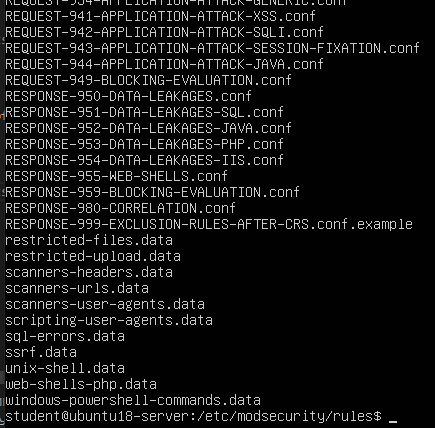 REQUEST-934-APPLICATION-ATTACK-GENERIC.conf
REQUEST-941-APPLICATION-ATTACK-XSS.conf
REQUEST-942-APPLICATION-ATTACK-SQLI.conf
REQUEST-943-APPLICATION-ATTACK-SESSION-FIXATION.conf
REQUEST-944-APPLICATION-ATTACK-JAVA.conf
REQUEST-949-BLOCKING-EVALUATION.conf
RESPONSE-950-DATA-LEAKAGES.conf
RESPONSE-951-DATA-LEAKAGES-SQL.conf
RESPONSE-952-DATA-LEAKAGES-JAVA.conf
RESPONSE-953-DATA-LEAKAGES-PHP.conf
RESPONSE-954-DATA-LEAKAGES-IIS.conf
RESPONSE-955-WEB-SHELLS.conf
RESPONSE-959-BLOCKING-EVALUATION.conf
RESPONSE-980-CORRELATION.conf
RESPONSE-999-EXCLUSION-RULES-AFTER-CRS.conf.example
restricted-files.data
restricted-upload.data
scanners-headers.data
scanners-urls.data
scanners-user-agents.data
scripting-user-agents.data
sql-errors.data
ssrf.data
unix-shell.data
web-shells-php.data
windows-powershell-commands.data
student@ubuntu18-server:/etc/modsecurity/rules$ _